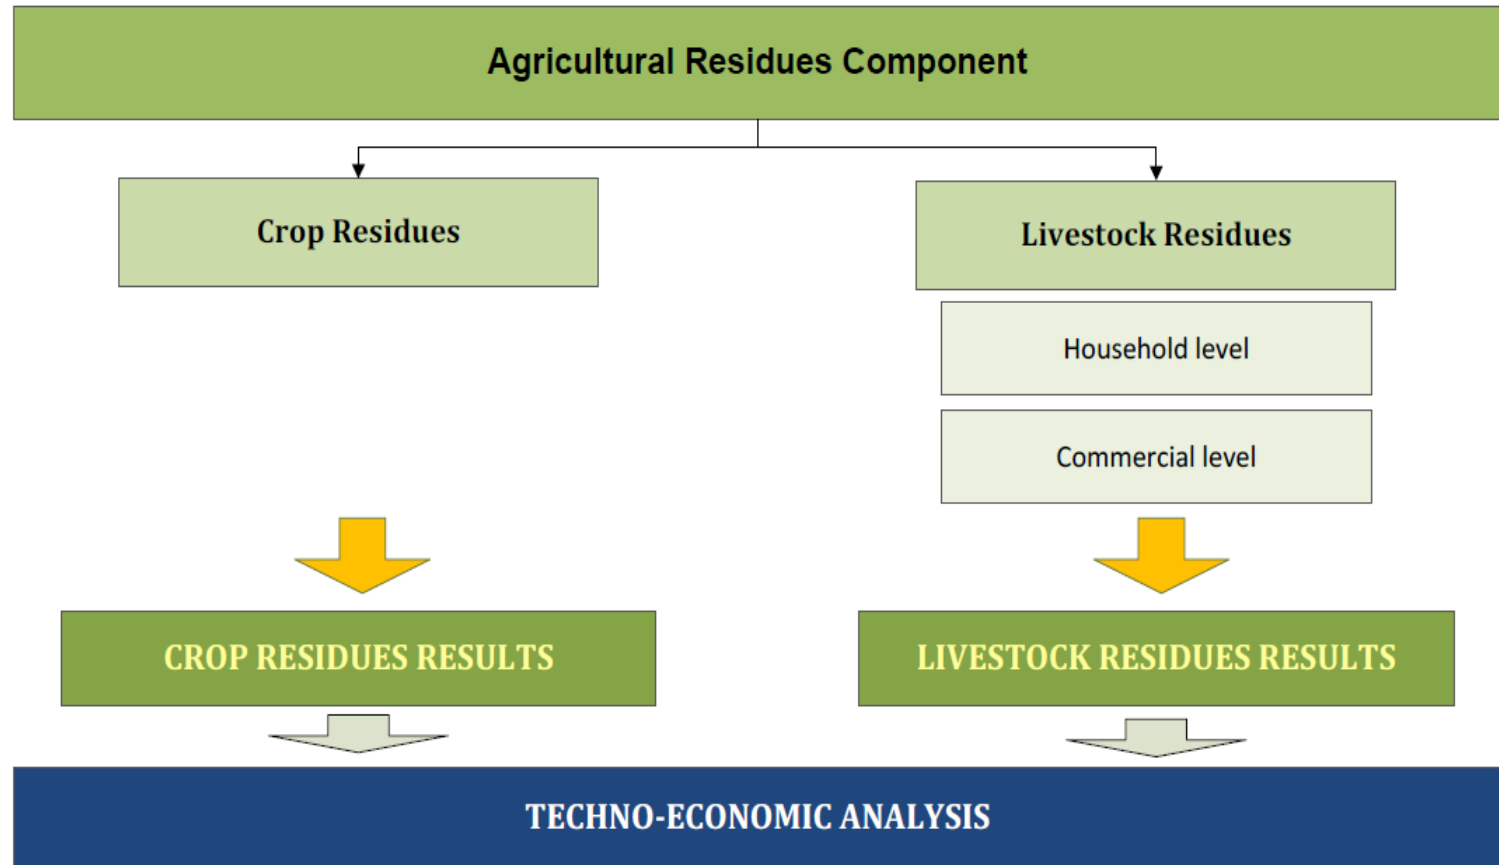 Agricultural Residues Component
Crop Residues
Livestock Residues
Household level
Commercial level
CROP RESIDUES RESULTS
LIVESTOCK RESIDUES RESULTS
TECHNO-ECONOMIC ANALYSIS